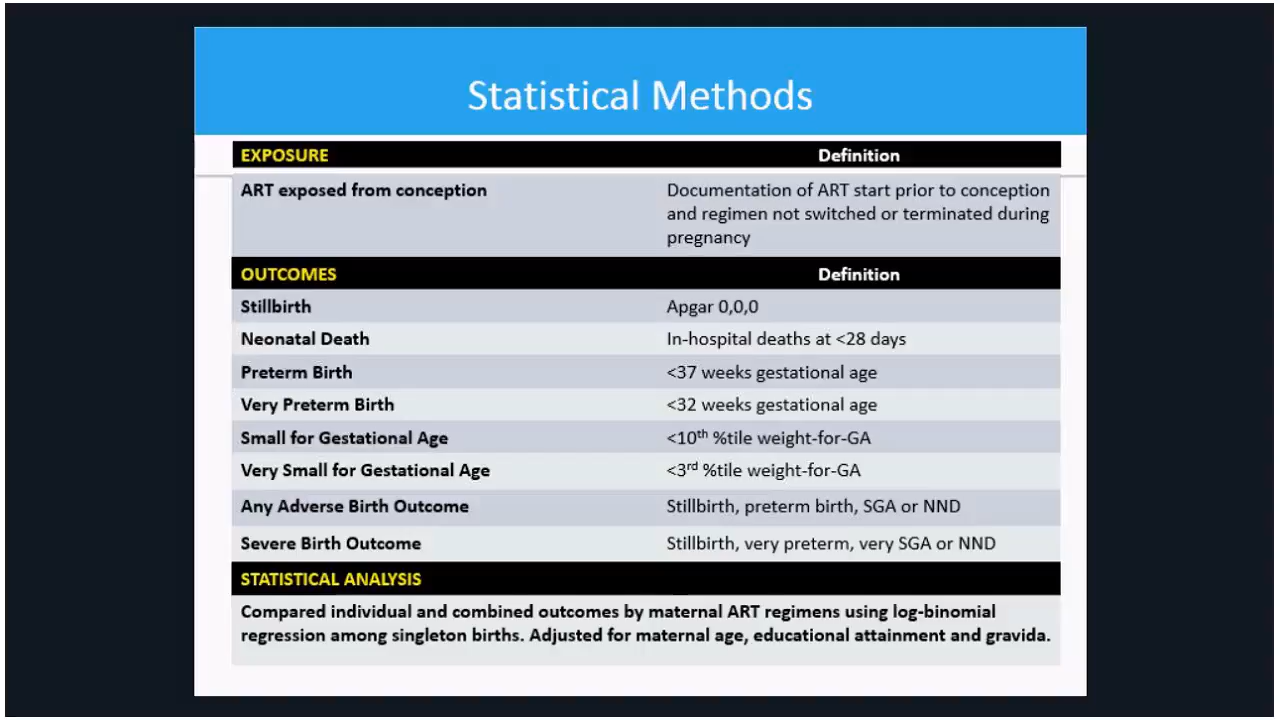 Statistical Methods
EXPOSURE Definition
ART exposed from conception Documentation of ART start prior to conception
and regimen not switched or terminated during
pregnancy
OUTCOMES Definition
Stillbirth Apgar 0,0,0
Neonatal Death In-hospital deaths at <28 days
Preterm Birth <37 weeks gestational age
Very Preterm Birth <32 weeks gestational age
Small for Gestational Age <10th %tile weight-for-GA
Very Small for Gestational Age <3rd %tile weight-for-GA
Any Adverse Birth Outcome Stillbirth, preterm birth, SGA or NND
Severe Birth Outcome Stillbirth, very preterm, very SGA or NND
STATISTICAL ANALYSIS
Compared individual and combined outcomes by maternal ART regimens using log-binomial
regression among singleton births. Adjusted for maternal age, educational attainment and gravida.